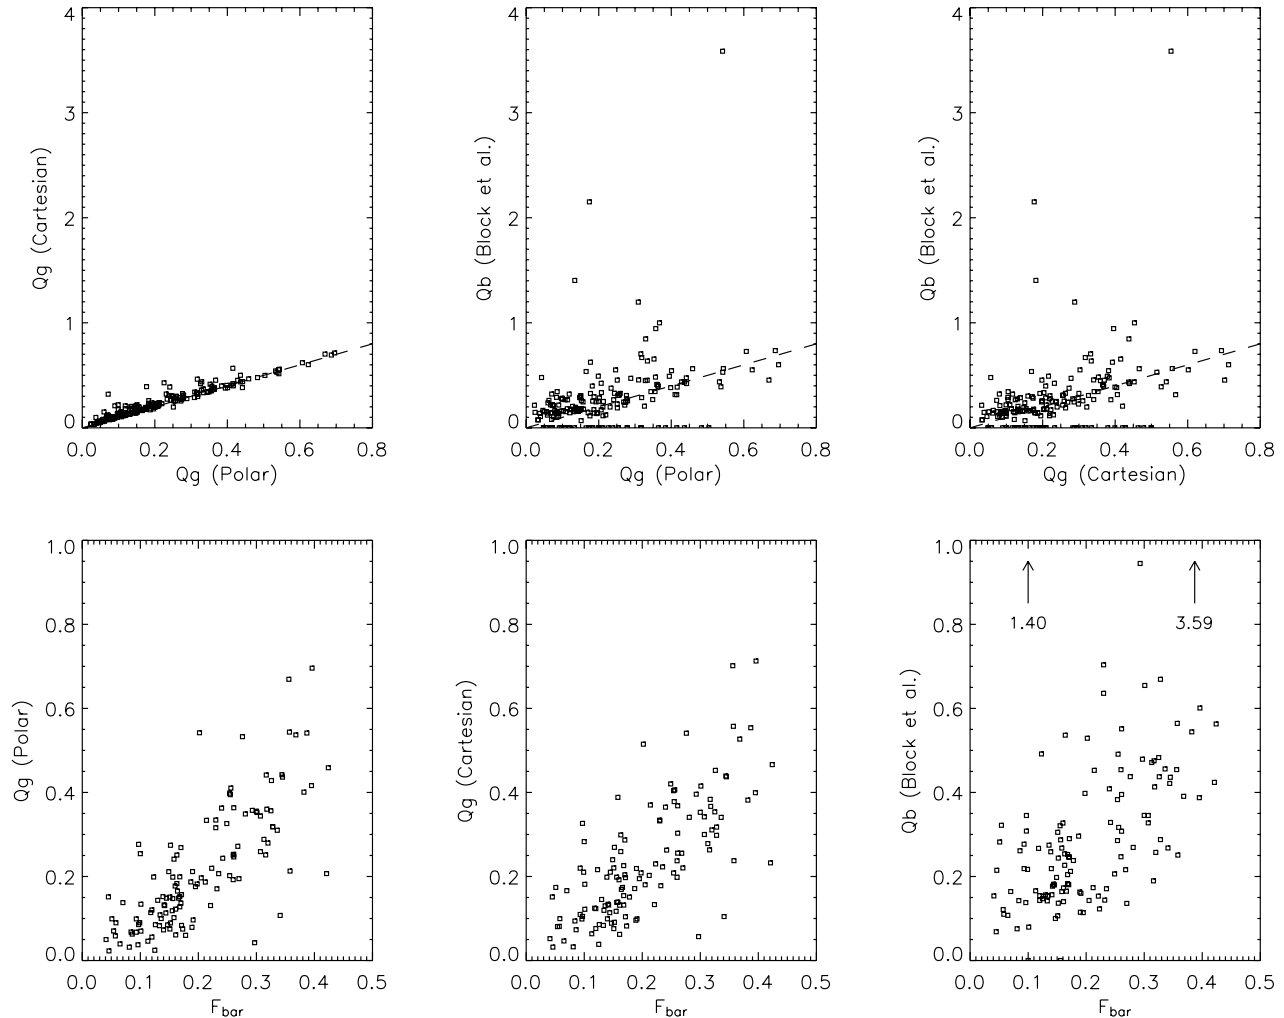 4 4 4
3 3 3
2 2 2
1 1 1
0 0 0
Qg (Cartesian) Qb (Block et al.) Qb (Block et al.)
0.0 0.2 0.4 0.6 0.8 0.0 0.2 0.4 0.6 0.8 0.0 0.2 0.4 0.6 0.8
Qg (Polar) Qg (Polar) Qg (Cartesian)
1.0 1.0 1.0
0.8 0.8 0.8
0.6 0.6 0.6
0.4 0.4 0.4
0.2 0.2 0.2
0.0 0.0 0.0
Qg (Polar) Qg (Cartesian) Qb (Block et al.)
1.40 3.59
0.0 0.1 0.2 0.3 0.4 0.5 0.0 0.1 0.2 0.3 0.4 0.5 0.0 0.1 0.2 0.3 0.4 0.5
Fbar Fbar Fbar